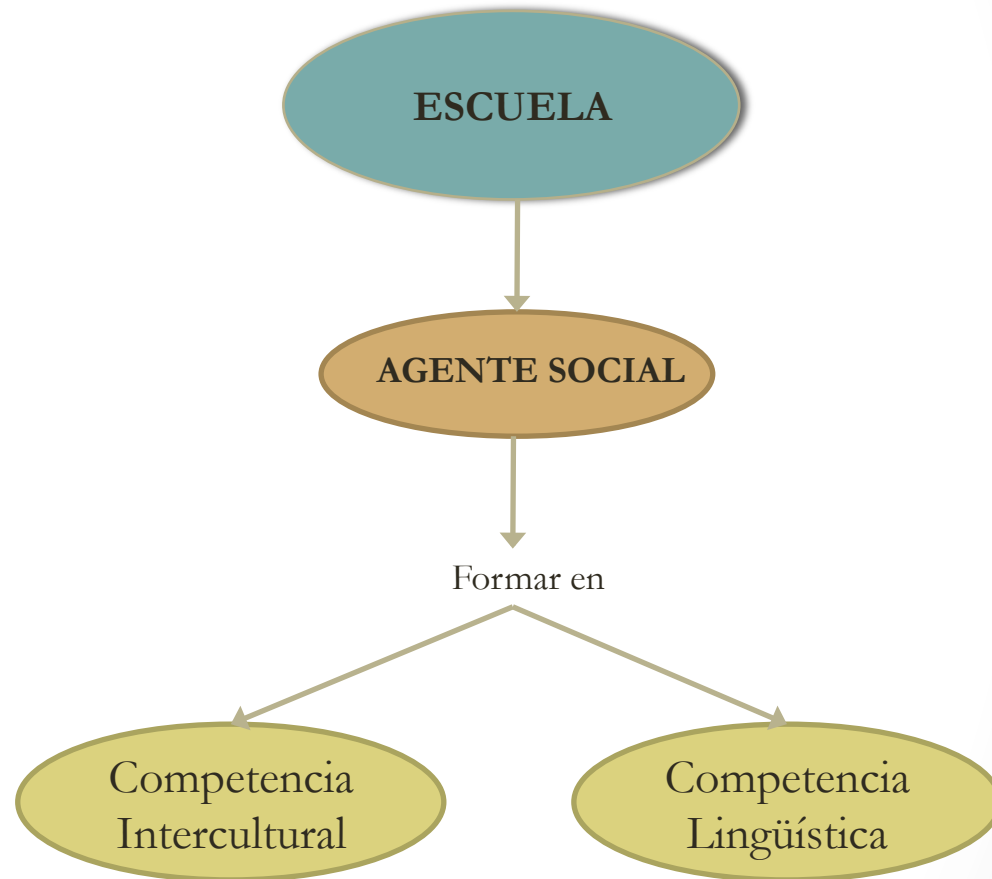 ESCUELA
AGENTE SOCIAL
Formar en
Competencia
Intercultural
Competencia
Lingüística